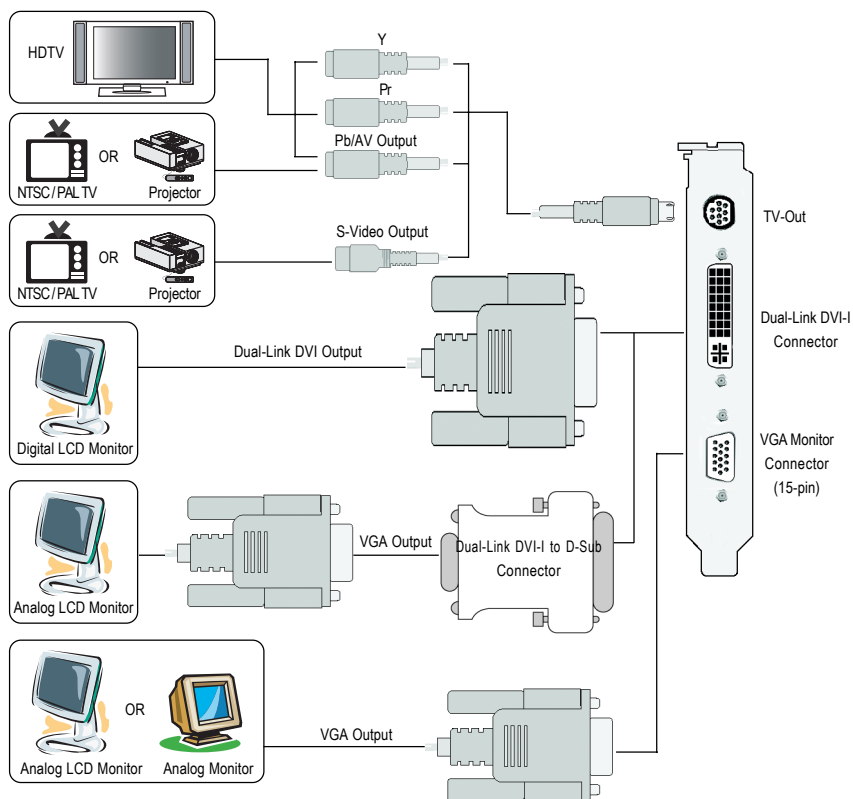 HDTV
Y
Pr
Pb/AV Output
OR
NTSC/PAL TV
Projector
S-Video Output
OR
NTSC/PAL TV
Projector
TV-Out
Dual-Link DVI Output
Digital LCD Monitor
Dual-Link DVI-I
Connector
VGA Monitor
Connector
(15-pin)
VGA Output
Dual-Link DVI-I to D-Sub
Connector
Analog LCD Monitor
OR
VGA Output
Analog LCD Monitor
Analog Monitor